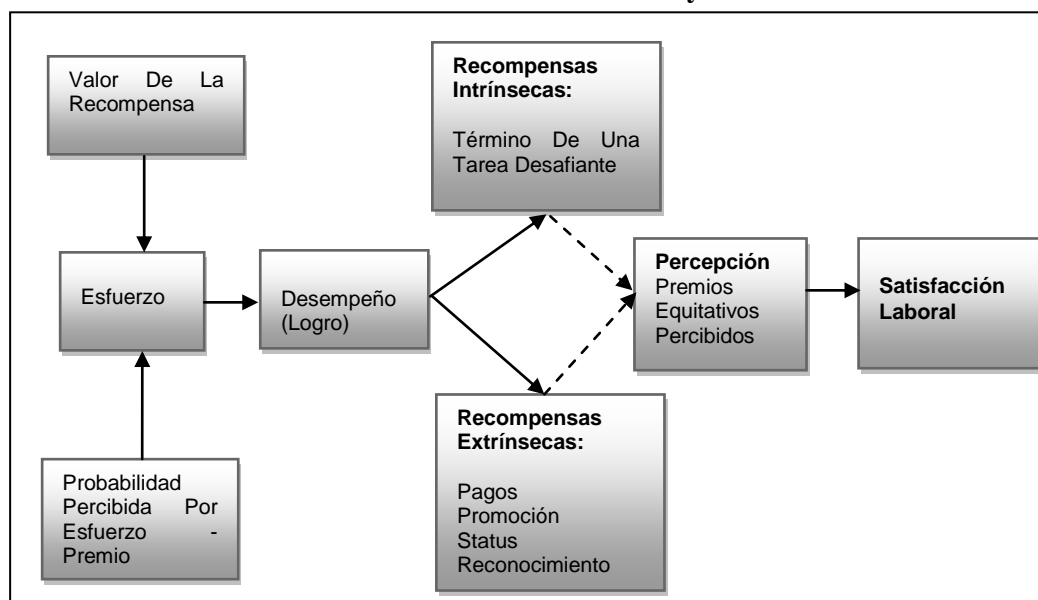 Valor De La
Recompensa
Recompensas
Intrínsecas:
Término De Una
Tarea Desafiante
Esfuerzo
Desempeño
(Logro)
Percepción
Premios
Equitativos
Percibidos
Satisfacción
Laboral
Probabilidad
Percibida Por
Esfuerzo -
Premio
Recompensas
Extrínsecas:
Pagos
Promoción
Status
Reconocimiento